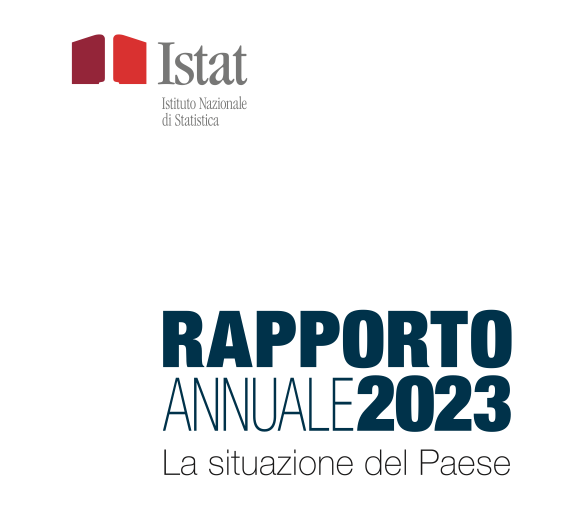 Istat
Istituto Nazionale
di Statistica
RAPPORTO
ANNUALE2023
La situazione del Paese